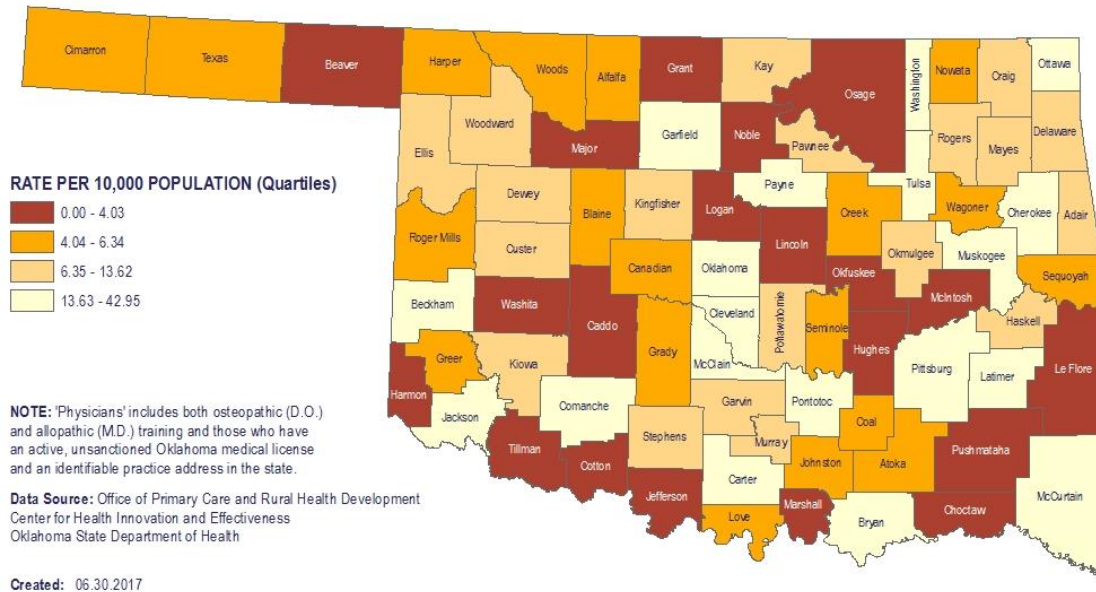 Cimarron
Texas
Beaver
Harper
Woods
Alfalfa
Grant
Kay
Osage
Washington
Nowata
Craig
Ottawa
Woodward
Ellis
Major
Garfield
Noble
Pawnee
Rogers
Mayes
Delaware
RATE PER 10,000 POPULATION (Quartiles)
0.00 - 4.03
4.04 - 6.34
6.35 - 13.62
13.63 - 42.95
Dewey
Blaine
Kingfisher
Logan
Payne
Creek
Tulsa
Wagoner
Cherokee
Adair
Roger Mills
Custer
Canadian
Oklahoma
Lincoln
Okmulgee
Muskogee
Sequoyah
Beckham
Washita
Caddo
Cleveland
Pottawatomie
Okfuskee
McIntosh
Haskell
Greer
Kiowa
Grady
McClain
Seminole
Hughes
Pittsburg
Latimer
Le Flore
Harmon
Jackson
Comanche
Garvin
Pontotoc
Coal
Stephens
Murray
Pushmataha
Tillman
Cotton
Jefferson
Carter
Johnston
Atoka
McCurtain
Love
Marshall
Bryan
Choctaw
NOTE: 'Physicians' includes both osteopathic (D.O.)
and allopathic (M.D.) training and those who have
an active, unsanctioned Oklahoma medical license
and an identifiable practice address in the state.
Data Source: Office of Primary Care and Rural Health Development
Center for Health Innovation and Effectiveness
Oklahoma State Department of Health
Created: 06.30.2017